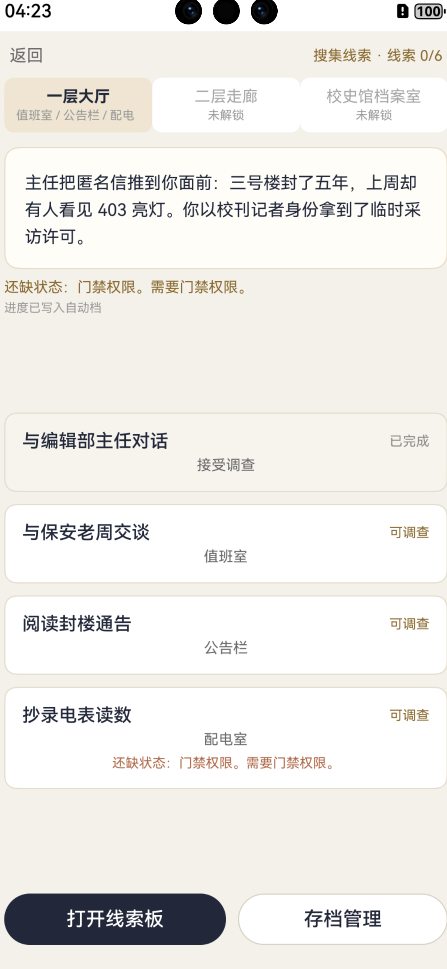 04:23
100
返回
搜集线索 · 线索 0/6
一层大厅
值班室 / 公告栏 / 配电
二层走廊
未解锁
校史馆档案室
未解锁
主任把匿名信推到你面前：三号楼封了五年，上周却
有人看见 403 亮灯。你以校刊记者身份拿到了临时采
访许可。
还缺状态：门禁权限。需要门禁权限。
进度已写入自动档
与编辑部主任对话
已完成
接受调查
与保安老周交谈
可调查
值班室
阅读封楼通告
可调查
公告栏
抄录电表读数
可调查
配电室
还缺状态：门禁权限。需要门禁权限。
打开线索板
存档管理